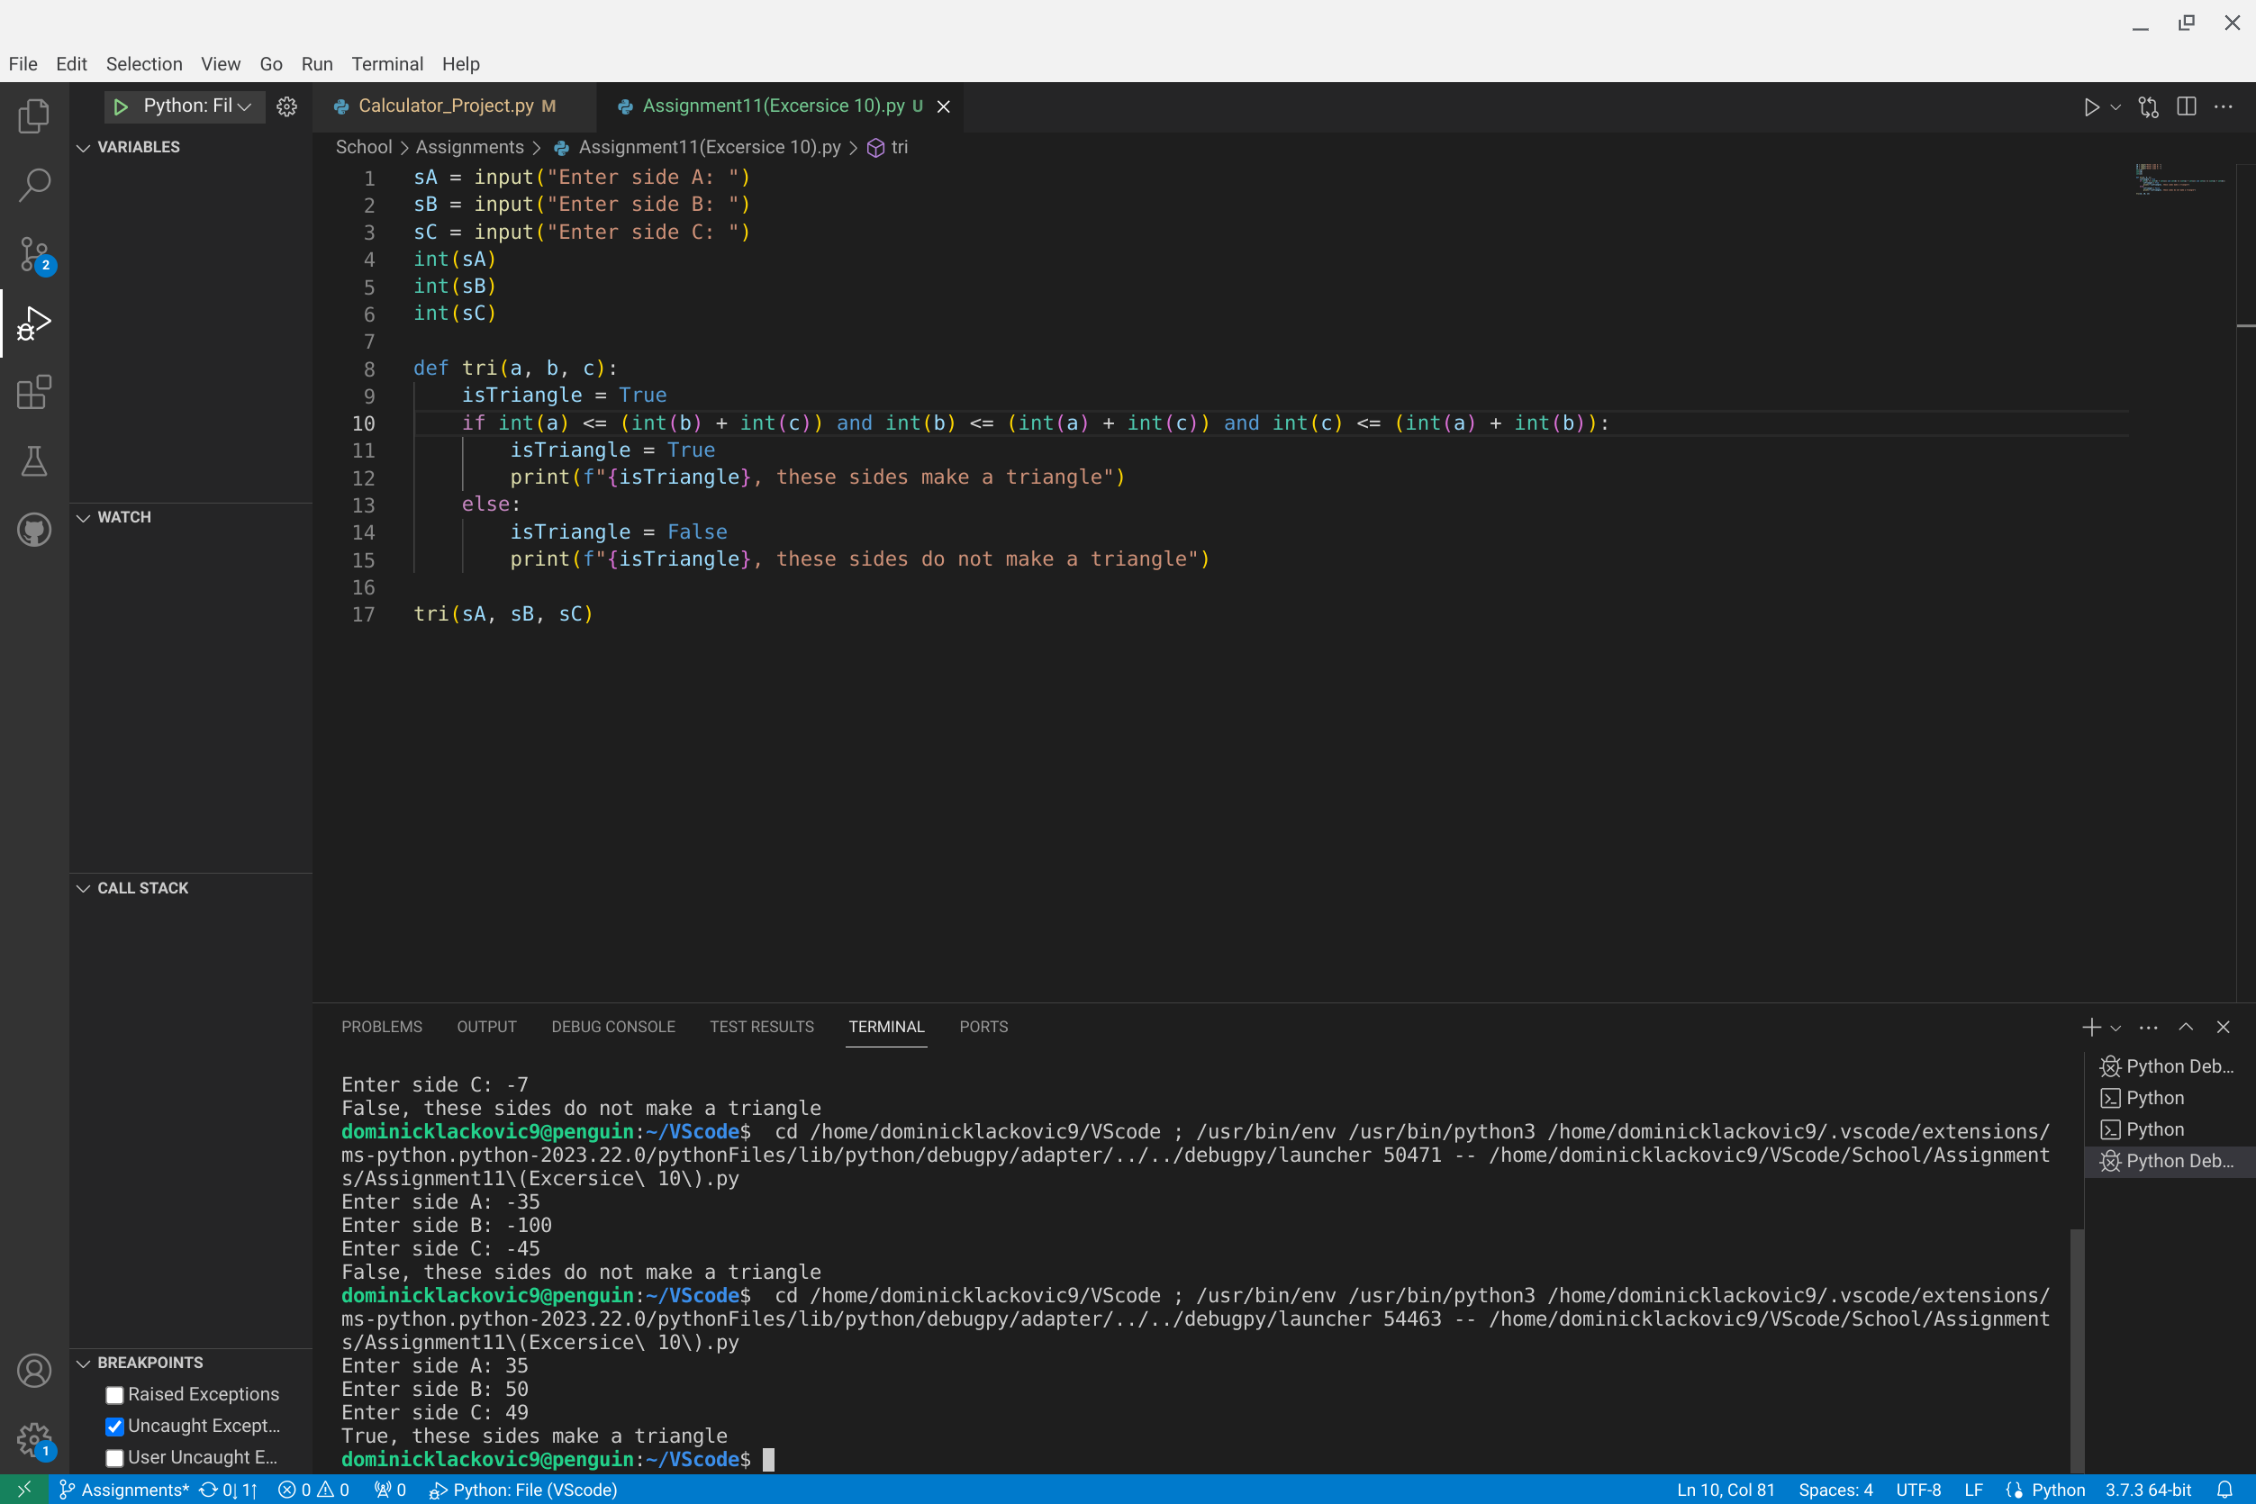 File Edit Selection View Go Run Terminal Help
Python: Fil
Calculator_Project.py M
Assignment11(Excersice 10).py U
VARIABLES
School > Assignments > Assignment11(Excersice 10).py > tri
1 sA = input("Enter side A: ")
2 sB = input("Enter side B: ")
3 sC = input("Enter side C: ")
4 int(sA)
5 int(sB)
6 int(sC)
7
8 def tri(a, b, c):
9 isTriangle = True
10 if int(a) <= (int(b) + int(c)) and int(b) <= (int(a) + int(c)) and int(c) <= (int(a) + int(b)):
11 isTriangle = True
12 print(f"{isTriangle}, these sides make a triangle")
13 else:
14 isTriangle = False
15 print(f"{isTriangle}, these sides do not make a triangle")
16
17 tri(sA, sB, sC)
2
WATCH
CALL STACK
BREAKPOINTS
Raised Exceptions
Uncaught Except...
User Uncaught E...
1
PROBLEMS OUTPUT DEBUG CONSOLE TEST RESULTS TERMINAL PORTS
Enter side C: -7
False, these sides do not make a triangle
dominicklackovic9@penguin:~/VScode$ cd /home/dominicklackovic9/VScode ; /usr/bin/env /usr/bin/python3 /home/dominicklackovic9/.vscode/extensions/
ms-python.python-2023.22.0/pythonFiles/lib/python/debugpy/adapter/../../debugpy/launcher 50471 -- /home/dominicklackovic9/VScode/School/Assignment
s/Assignment11\(Excersice\ 10\).py
Enter side A: -35
Enter side B: -100
Enter side C: -45
False, these sides do not make a triangle
dominicklackovic9@penguin:~/VScode$ cd /home/dominicklackovic9/VScode ; /usr/bin/env /usr/bin/python3 /home/dominicklackovic9/.vscode/extensions/
ms-python.python-2023.22.0/pythonFiles/lib/python/debugpy/adapter/../../debugpy/launcher 54463 -- /home/dominicklackovic9/VScode/School/Assignment
s/Assignment11\(Excersice\ 10\).py
Enter side A: 35
Enter side B: 50
Enter side C: 49
True, these sides make a triangle
dominicklackovic9@penguin:~/VScode$
Python Deb...
Python
Python
Python Deb...
Assignments* 0↓ 1↑ 0 0 0 Python: File (VScode)
Ln 10, Col 81 Spaces: 4 UTF-8 LF Python 3.7.3 64-bit